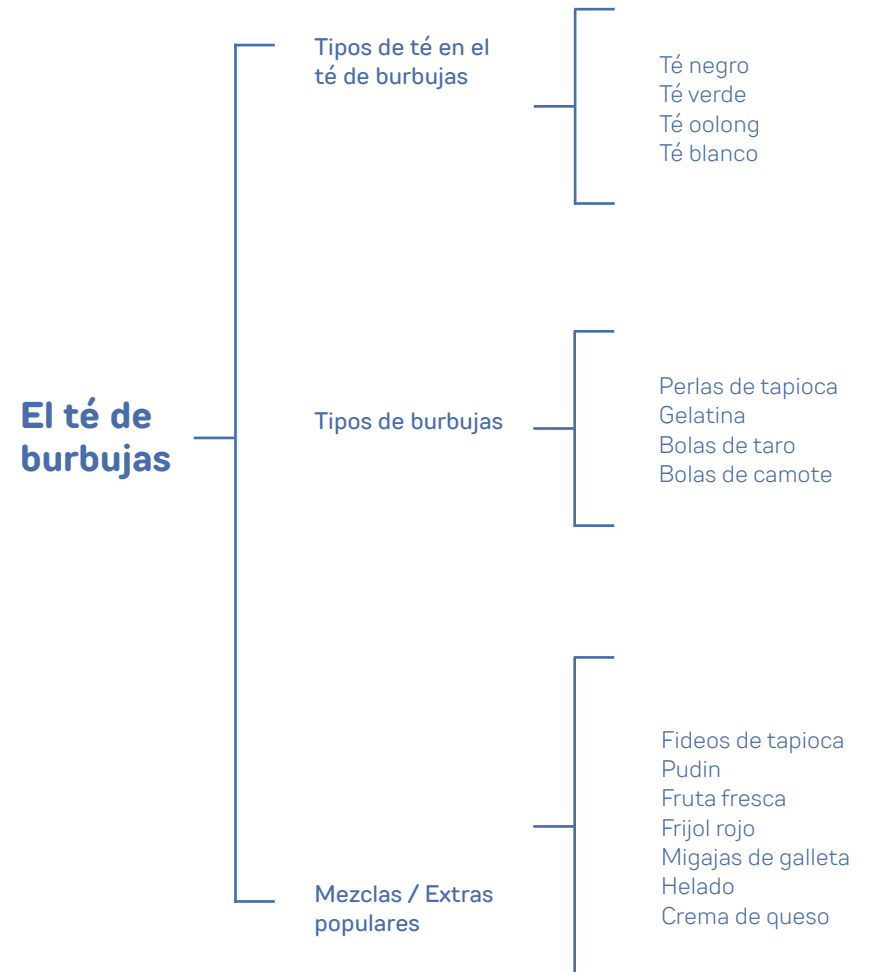 El té de
burbujas
Tipos de té en el
té de burbujas
Té negro
Té verde
Té oolong
Té blanco
Tipos de burbujas
Perlas de tapioca
Gelatina
Bolas de taro
Bolas de camote
Mezclas / Extras
populares
Fideos de tapioca
Pudin
Fruta fresca
Frijol rojo
Migajas de galleta
Helado
Crema de queso